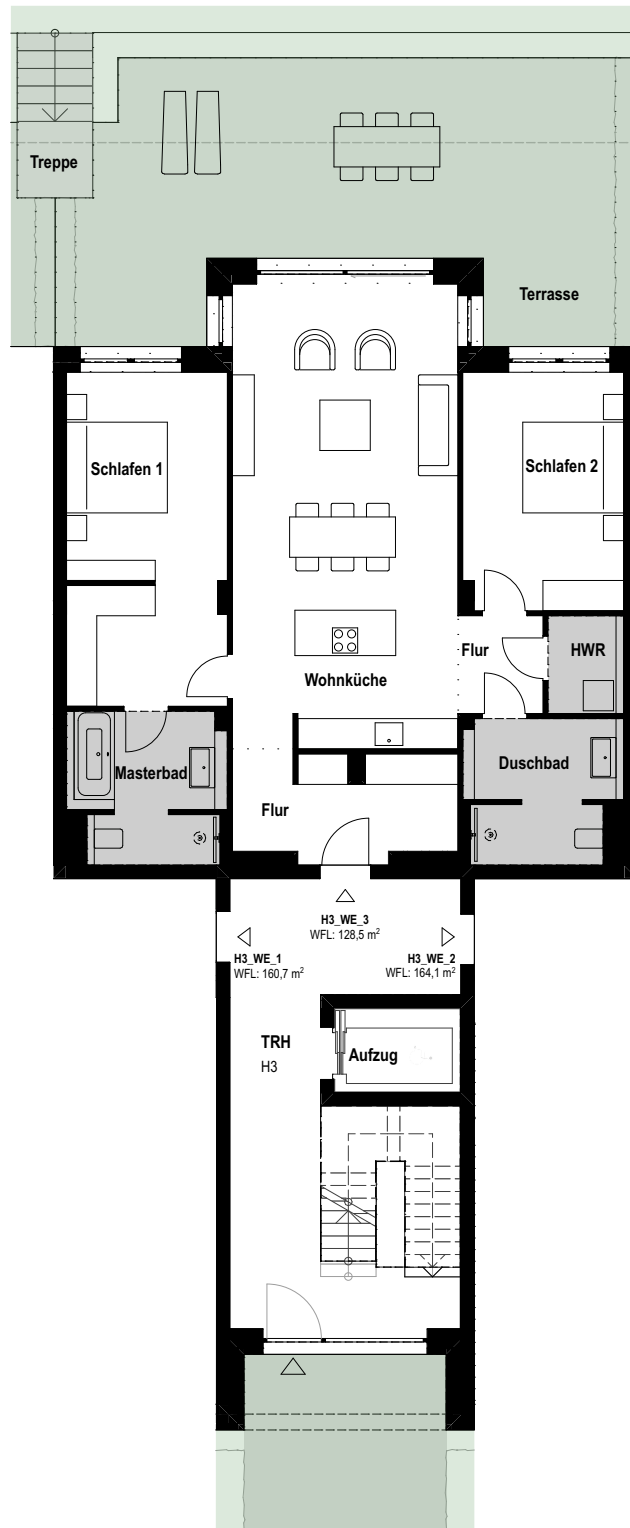 Treppe
Terrasse
Schlafen 1
Schlafen 2
Flur
HWR
Wohnküche
Masterbad
Duschbad
Flur
H3_WE_3
WFL: 128,5 m²
H3_WE_1
WFL: 160,7 m²
H3_WE_2
WFL: 164,1 m²
TRH
H3
Aufzug